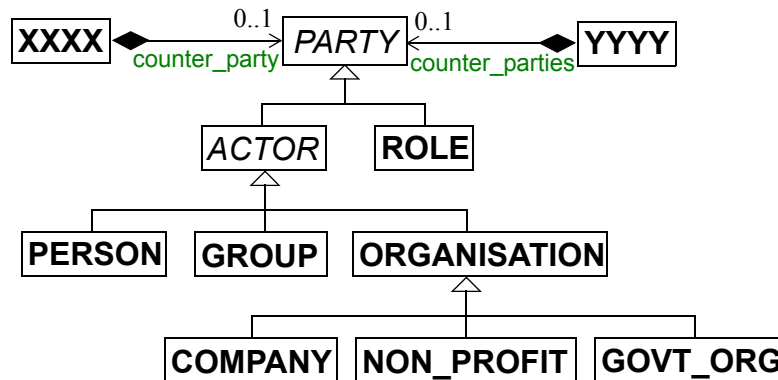 XXXX 0..1 PARTY 0..1 YYYY
counter_party counter_parties
ACTOR ROLE
PERSON GROUP ORGANISATION
COMPANY NON_PROFIT GOVT_ORG